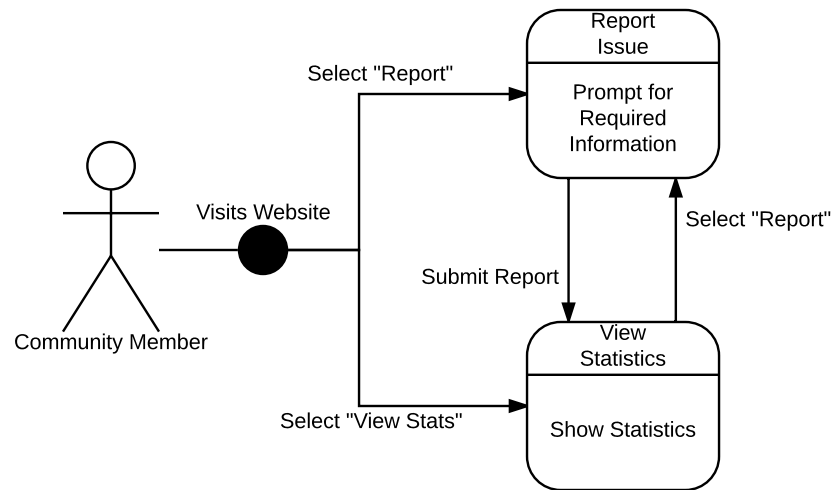 Report
Issue
Select "Report"
Prompt for
Required
Information
Visits Website
Select "Report"
Submit Report
Community Member
View
Statistics
Select "View Stats"
Show Statistics